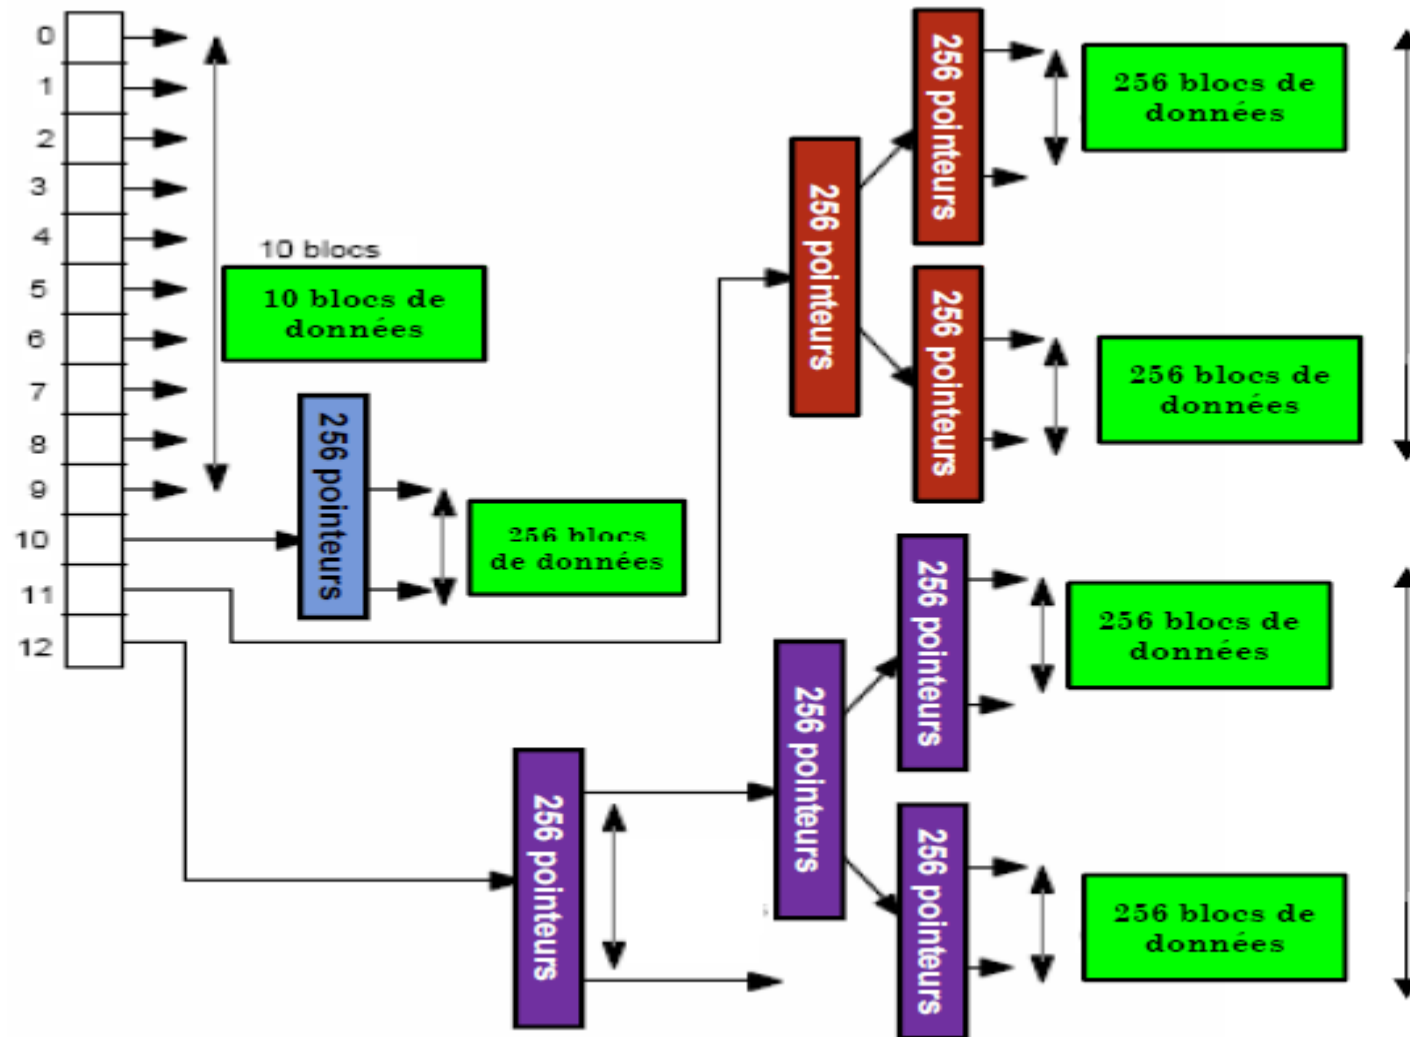 0
1
2
3
4
5
6
7
8
9
10
11
12
10 blocs
10 blocs de
données
256 pointeurs
256 blocs
de données
256 pointeurs
256 pointeurs
256 blocs de
données
256 pointeurs
256 blocs de
données
256 pointeurs
256 pointeurs
256 pointeurs
256 blocs de
données
256 pointeurs
256 blocs de
données